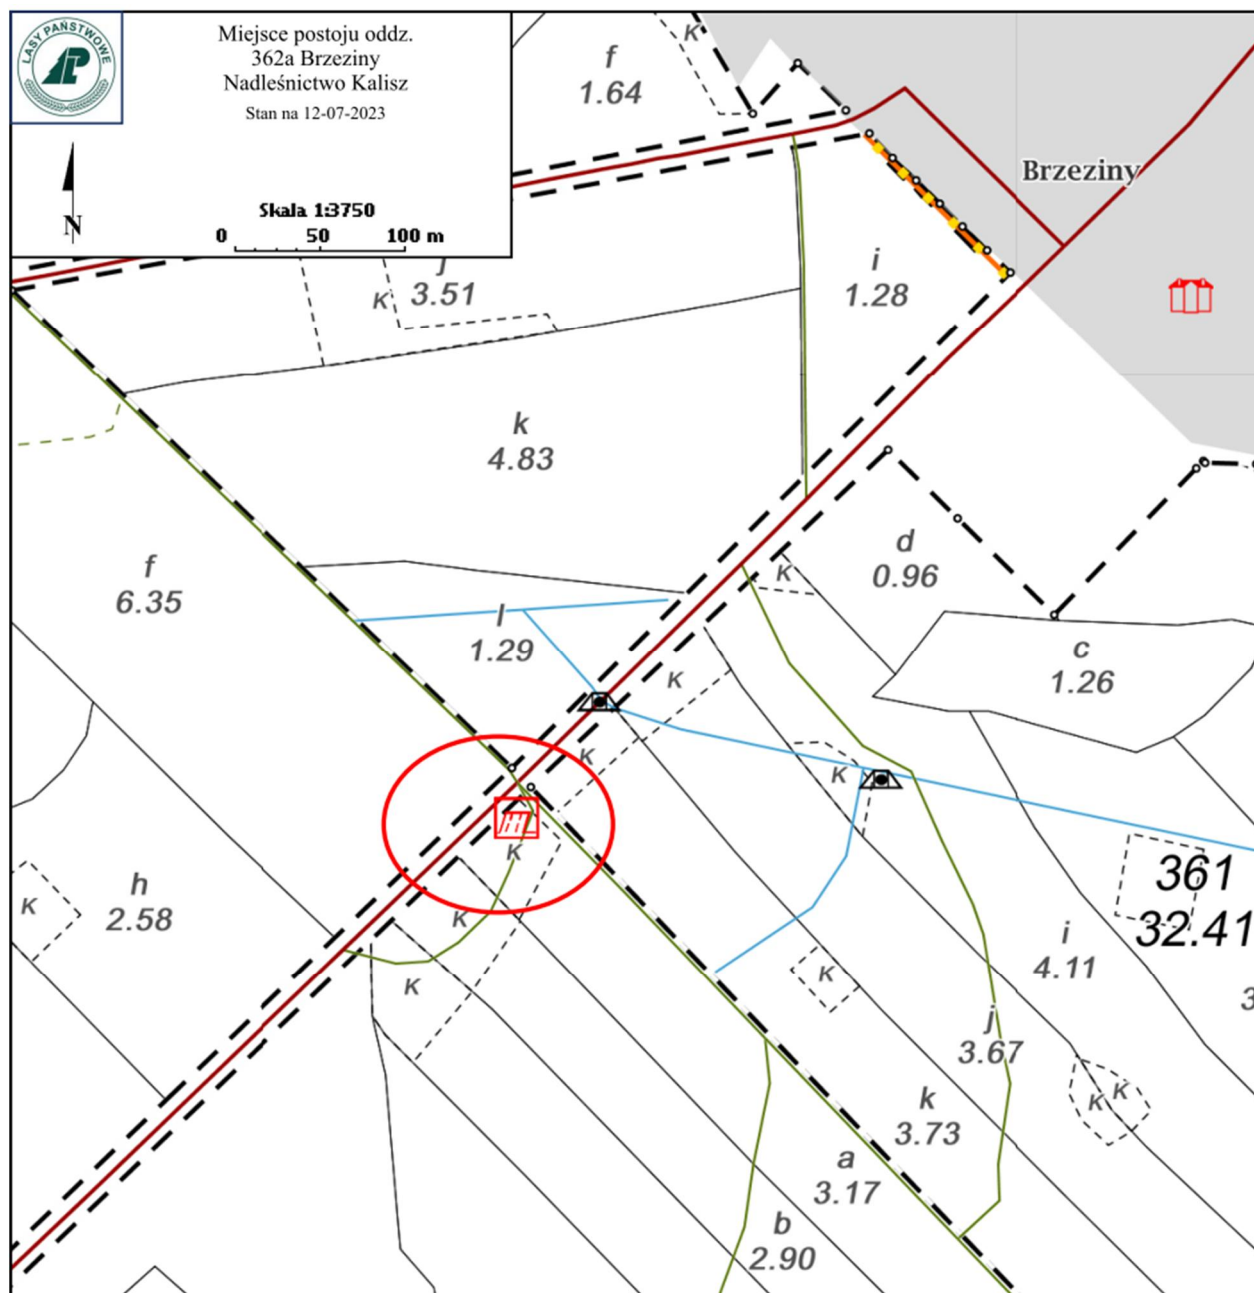 LASY PAŃSTWOWE
Miejsce postoju oddz.
362a Brzeziny
Nadleśnictwo Kalisz
Stan na 12-07-2023
N
Skala 1:3750
0 50 100 m
K
f
1.64
Brzeziny
j
3.51
K
i
1.28
k
4.83
f
6.35
d
0.96
K
l
1.29
c
1.26
K
K
K
K
h
2.58
K
K
K
K
361
32.41
i
4.11
3
j
3.67
k
3.73
K
K
a
3.17
b
2.90